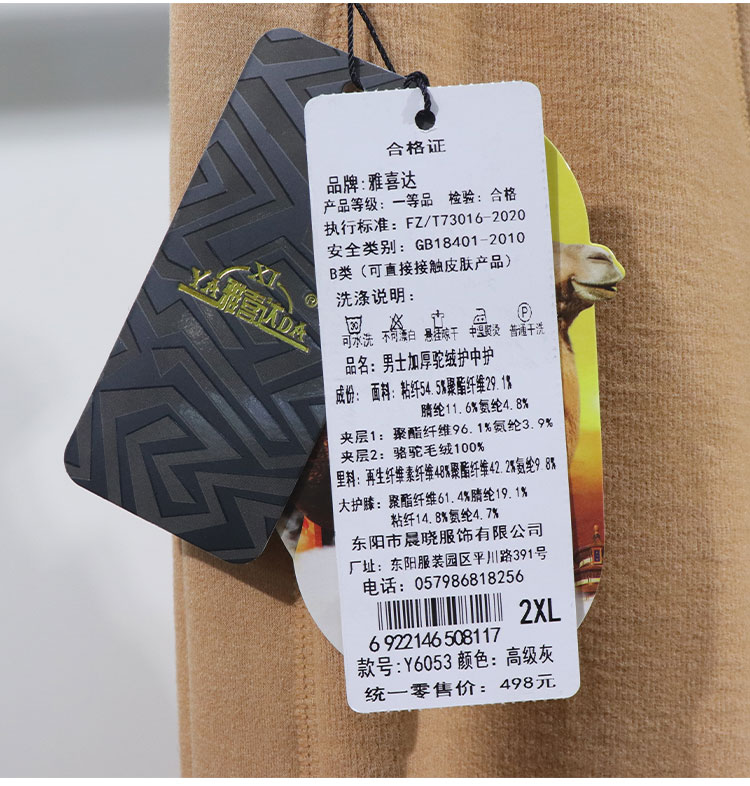 XI
YA 雅喜达 DA ®
合格证
品牌:雅喜达
产品等级: 一等品 检验: 合格
执行标准: FZ/T73016-2020
安全类别: GB18401-2010
B类 (可直接接触皮肤产品)
洗涤说明:
P
可水洗 不可漂白 悬挂晾干 中温熨烫 普通干洗
品名: 男士加厚驼绒护中护
成份: 面料: 粘纤54.5%聚酯纤维29.1%
腈纶11.6%氨纶4.8%
夹层1: 聚酯纤维96.1%氨纶3.9%
夹层2: 骆驼毛绒100%
里料:再生纤维素纤维48%聚酯纤维42.2%氨纶9.8%
大护膝: 聚酯纤维61.4%腈纶19.1%
粘纤14.8%氨纶4.7%
东阳市晨晓服饰有限公司
厂址: 东阳服装园区平川路391号
电话: 057986818256
2XL
6 922146 508117
款号:Y6053 颜色: 高级灰
统一零售价: 498元